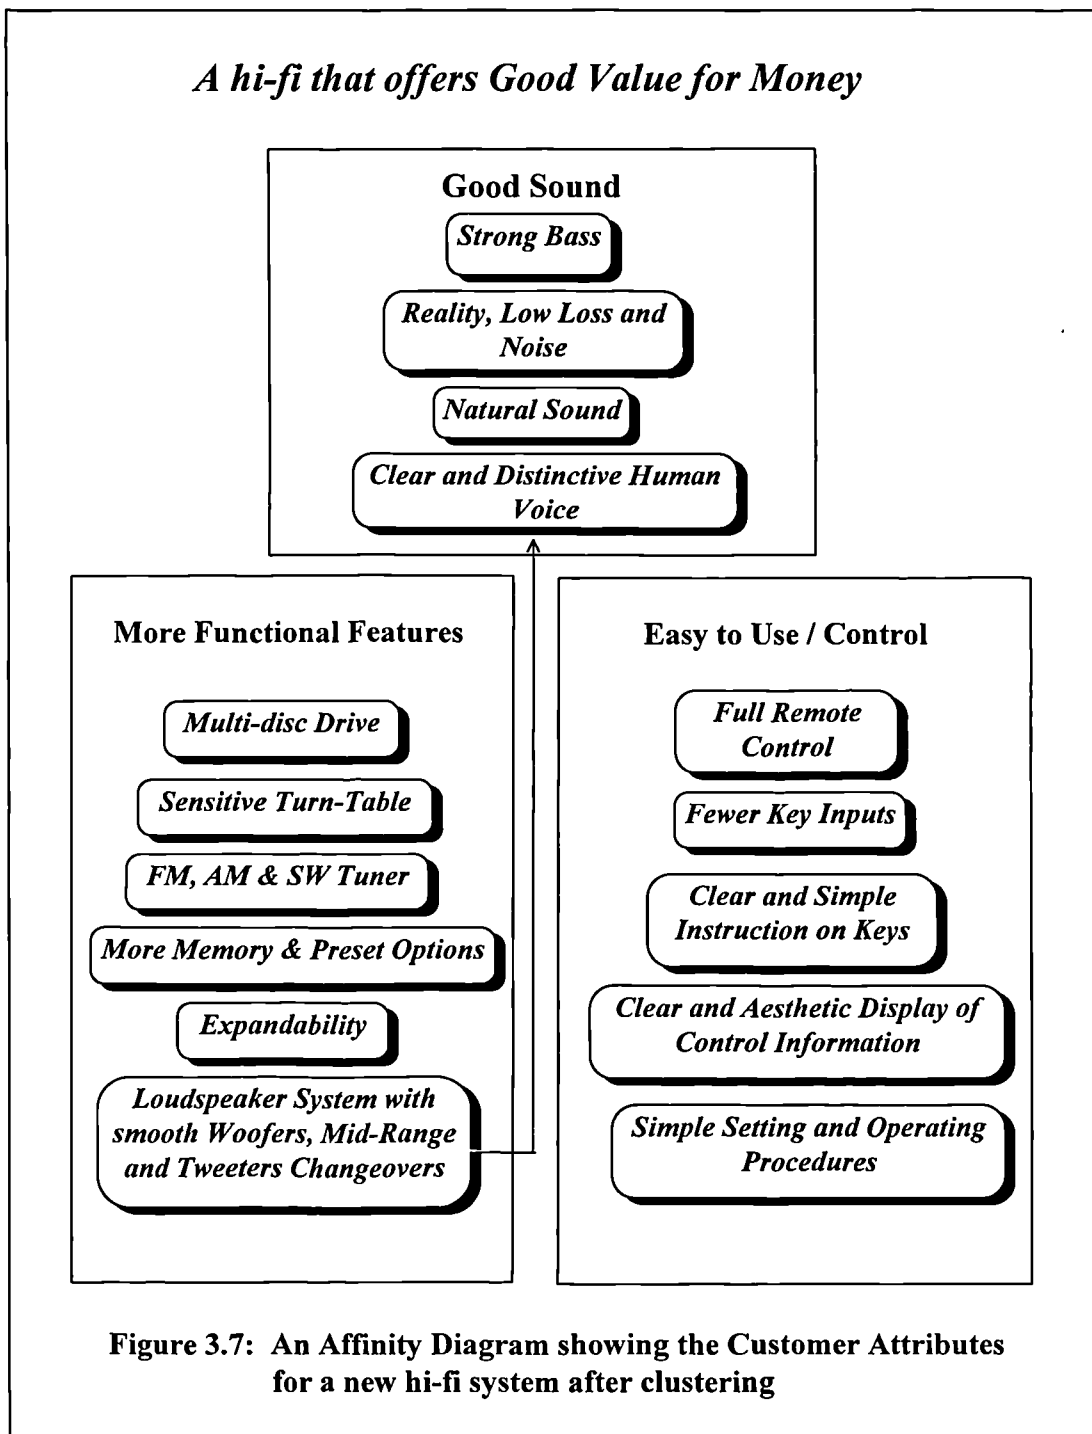 A hi-fi that offers Good Value for Money
Good Sound
Strong Bass
Reality, Low Loss and
Noise
Natural Sound
Clear and Distinctive Human
Voice
More Functional Features
Multi-disc Drive
Sensitive Turn-Table
FM, AM & SW Tuner
More Memory & Preset Options
Expandability
Loudspeaker System with
smooth Woofers, Mid-Range
and Tweeters Changeovers
Easy to Use / Control
Full Remote
Control
Fewer Key Inputs
Clear and Simple
Instruction on Keys
Clear and Aesthetic Display of
Control Information
Simple Setting and Operating
Procedures
Figure 3.7: An Affinity Diagram showing the Customer Attributes
for a new hi-fi system after clustering